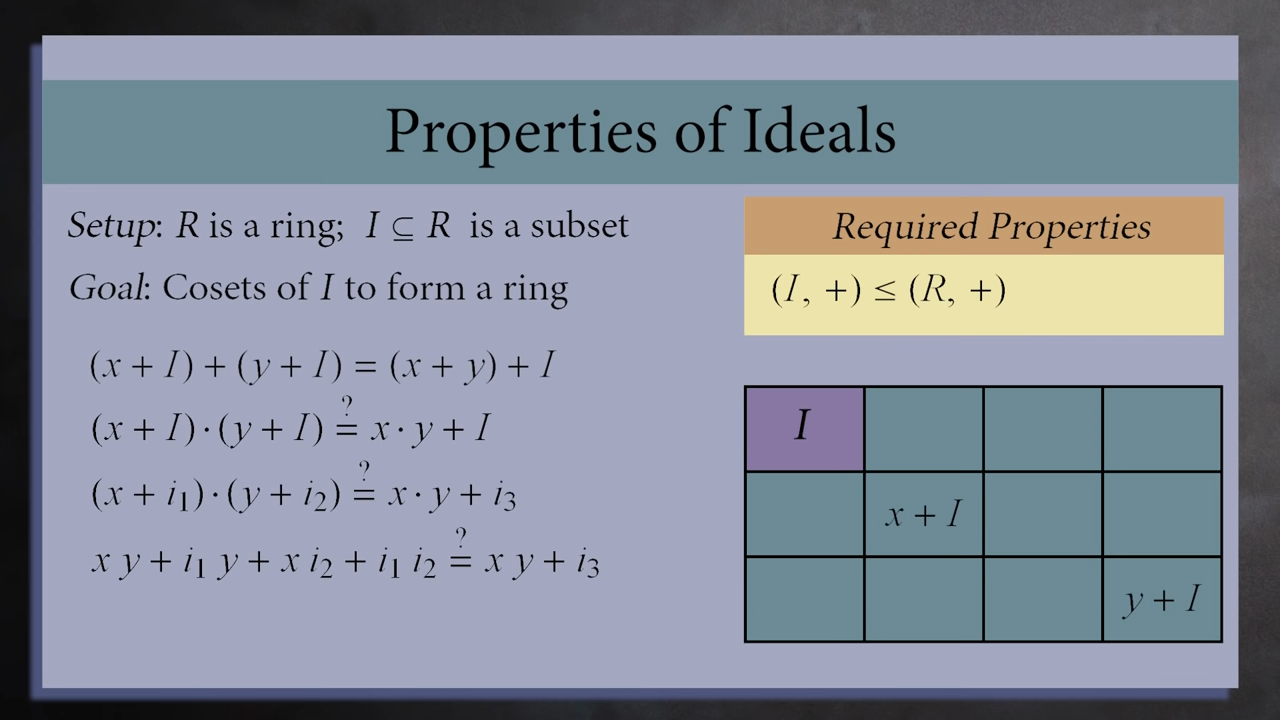 Properties of Ideals
Setup: R is a ring; I ⊆ R is a subset
Goal: Cosets of I to form a ring
(x + I) + (y + I) = (x + y) + I
(x + I) · (y + I) ≟ x · y + I
(x + i₁) · (y + i₂) ≟ x · y + i₃
x y + i₁ y + x i₂ + i₁ i₂ ≟ x y + i₃
Required Properties
(I, +) ≤ (R, +)
I
x + I
y + I